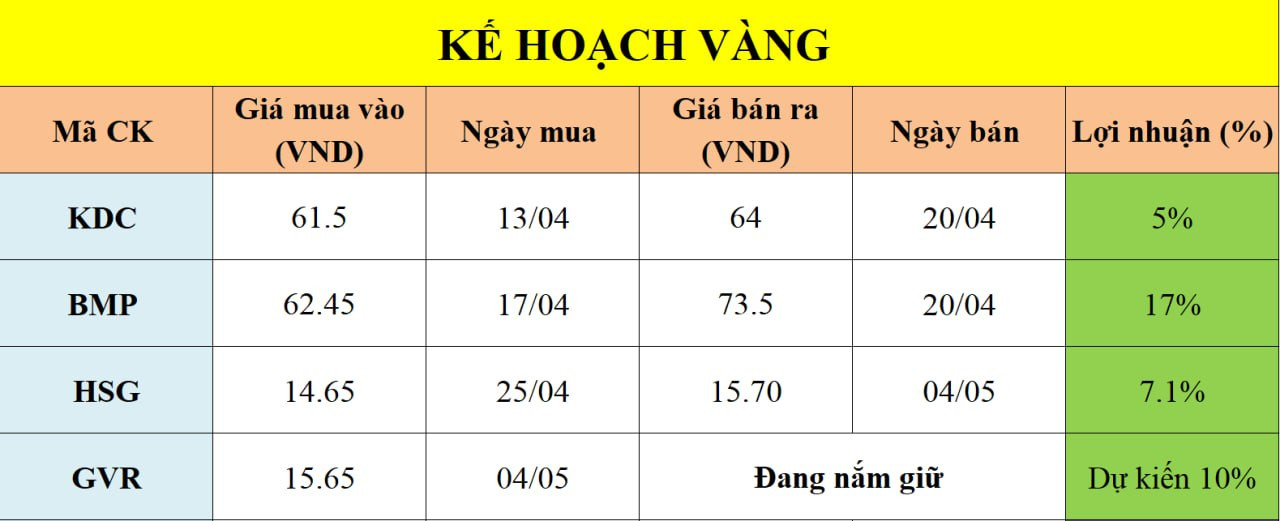 KẾ HOẠCH VÀNG
Mã CK Giá mua vào (VND) Ngày mua Giá bán ra (VND) Ngày bán Lợi nhuận (%)
KDC 61.5 13/04 64 20/04 5%
BMP 62.45 17/04 73.5 20/04 17%
HSG 14.65 25/04 15.70 04/05 7.1%
GVR 15.65 04/05 Đang nắm giữ Dự kiến 10%